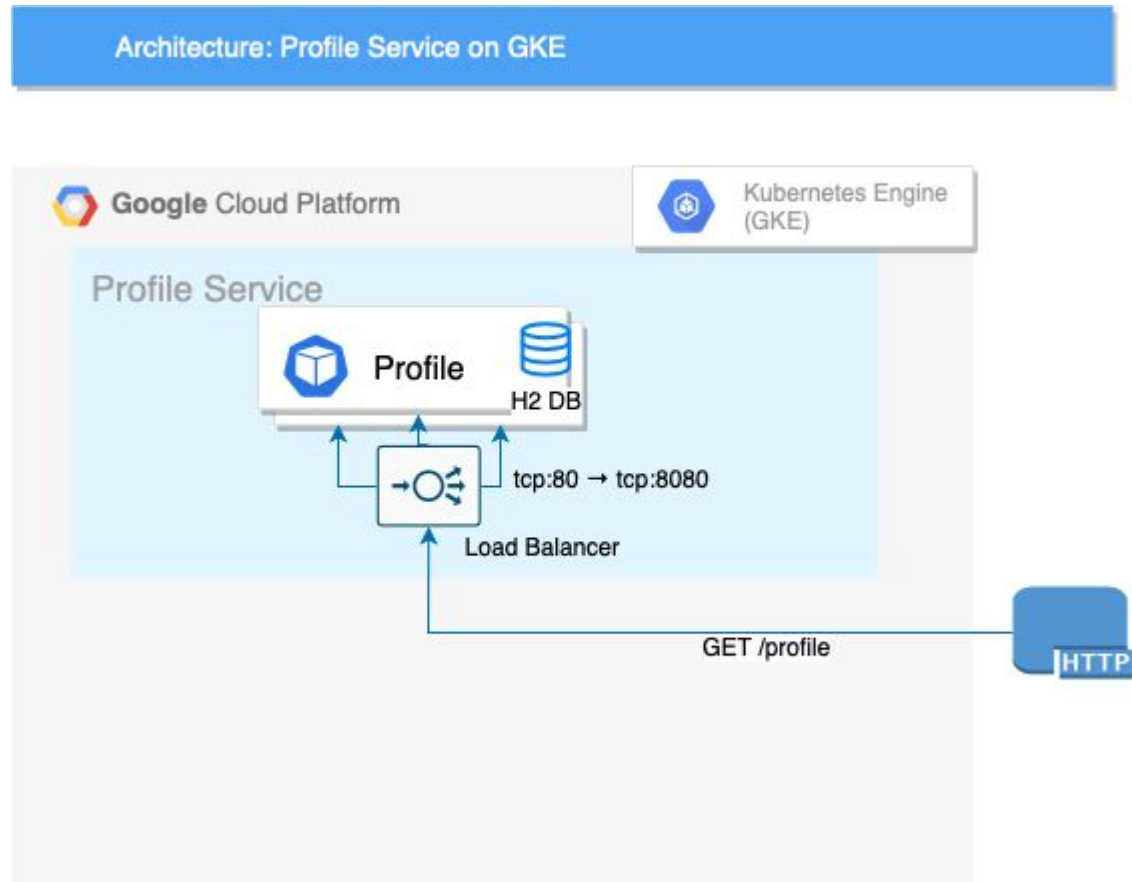 Architecture: Profile Service on GKE
Google Cloud Platform
Kubernetes Engine
(GKE)
Profile Service
Profile
H2 DB
tcp:80 → tcp:8080
Load Balancer
GET /profile
HTTP